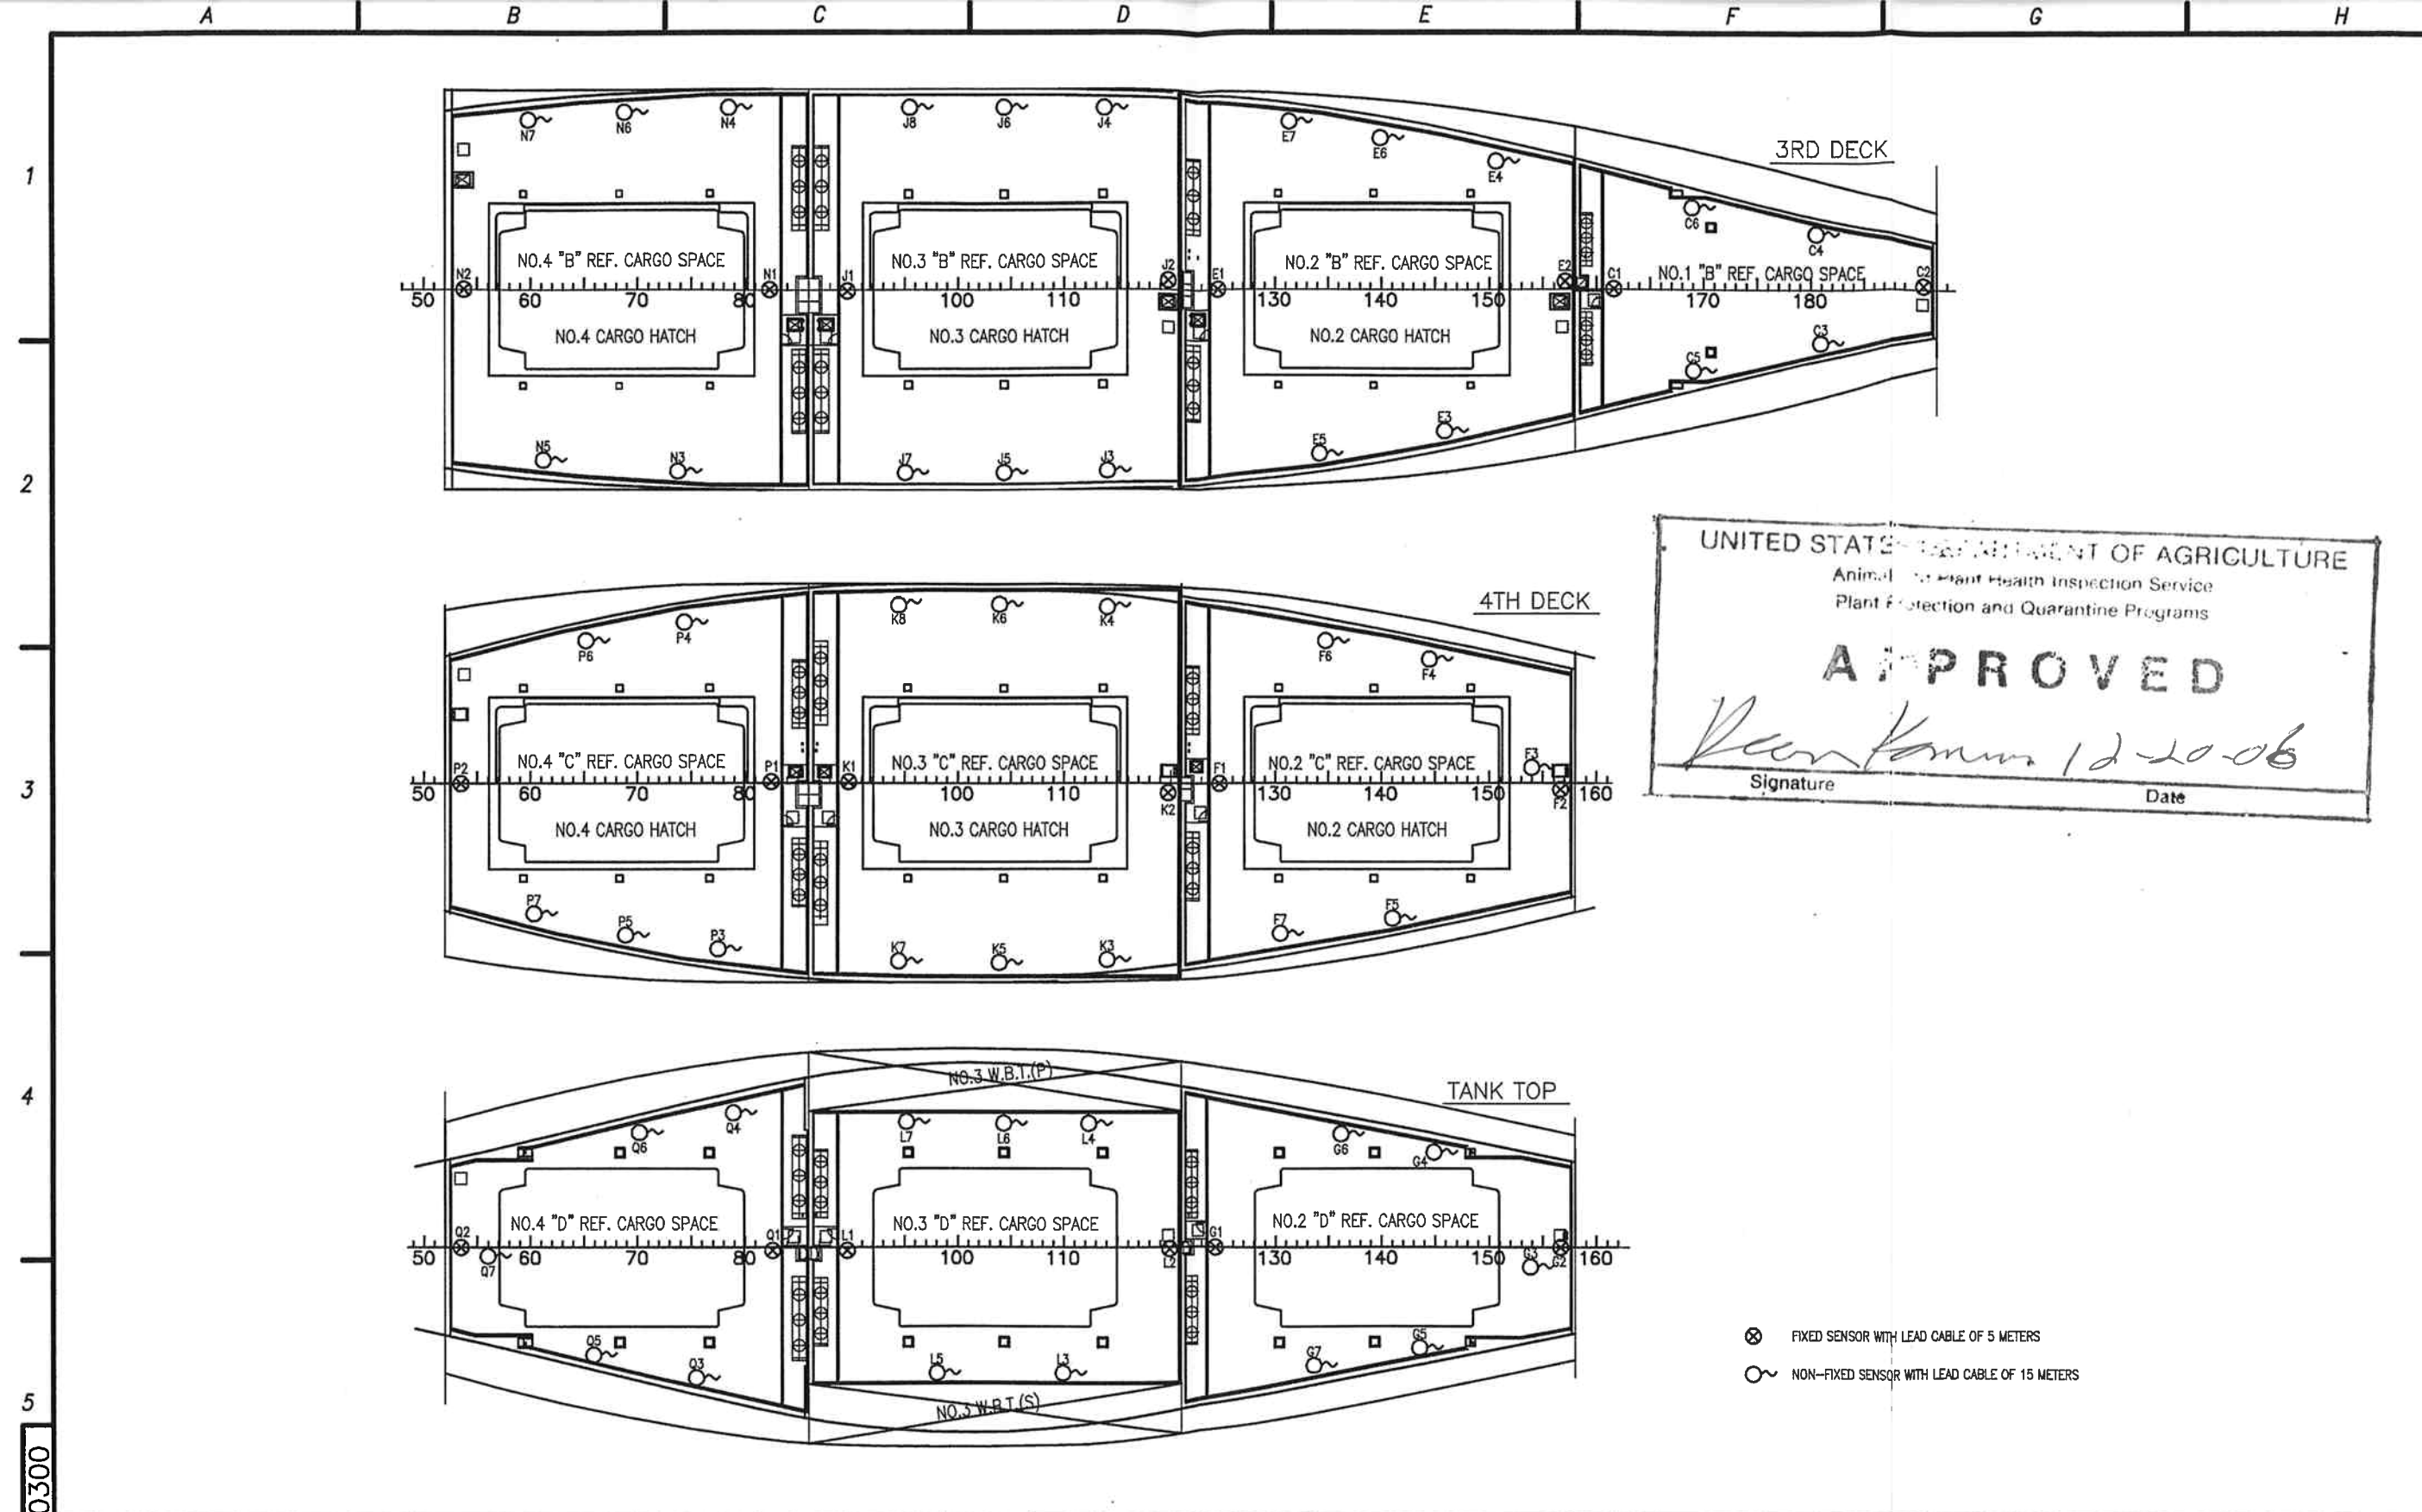 A B C D E F G H
1
2
3
4
5
0300
3RD DECK
N7 N6 N4 J8 J6 J4 E7 E6 E4 C6 C4
NO.4 "B" REF. CARGO SPACE
NO.3 "B" REF. CARGO SPACE
NO.2 "B" REF. CARGO SPACE
NO.1 "B" REF. CARGO SPACE
N2 N1 J1 J2 E1 E2 C1 C2
50 60 70 80 100 110 130 140 150 170 180
NO.4 CARGO HATCH
NO.3 CARGO HATCH
NO.2 CARGO HATCH
N5 N3 J7 J5 J3 E5 E3 C5 C3
4TH DECK
P6 P4 K8 K6 K4 F6 F4
NO.4 "C" REF. CARGO SPACE
NO.3 "C" REF. CARGO SPACE
NO.2 "C" REF. CARGO SPACE
P2 P1 K1 K2 F1 F3 F2
50 60 70 80 100 110 130 140 150 160
NO.4 CARGO HATCH
NO.3 CARGO HATCH
NO.2 CARGO HATCH
P7 P5 P3 K7 K5 K3 F7 F5
UNITED STATES DEPARTMENT OF AGRICULTURE
Animal and Plant Health Inspection Service
Plant Protection and Quarantine Programs
APPROVED
12-20-06
Signature
Date
TANK TOP
NO.3 W.B.T.(P)
Q6 Q4 L7 L6 L4 G6 G4
NO.4 "D" REF. CARGO SPACE
NO.3 "D" REF. CARGO SPACE
NO.2 "D" REF. CARGO SPACE
Q2 Q1 L1 L2 G1 G3 G2
50 60 70 80 100 110 130 140 150 160
Q7
Q5 Q3 L5 L3 G7 G5
NO.3 W.B.T.(S)
FIXED SENSOR WITH LEAD CABLE OF 5 METERS
NON-FIXED SENSOR WITH LEAD CABLE OF 15 METERS